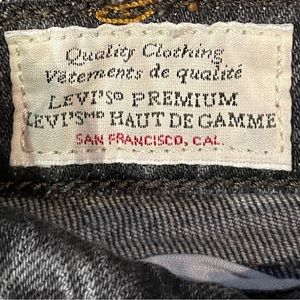 Quality Clothing
Vêtements de qualité
LEVI'S® PREMIUM
LEVI'S MD HAUT DE GAMME
SAN FRANCISCO, CAL.